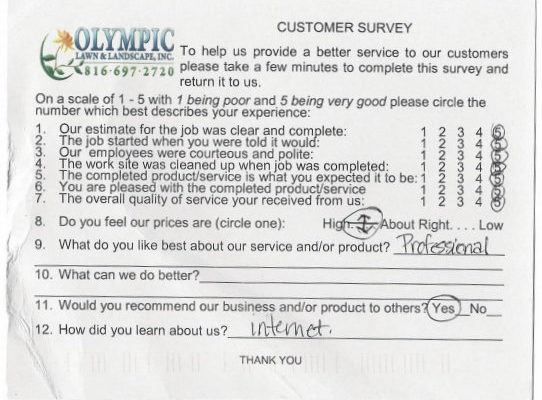 OLYMPIC
LAWN & LANDSCAPE, INC.
816-697-2720
CUSTOMER SURVEY
To help us provide a better service to our customers
please take a few minutes to complete this survey and
return it to us.
On a scale of 1 - 5 with 1 being poor and 5 being very good please circle the
number which best describes your experience:
1. Our estimate for the job was clear and complete: 1 2 3 4 5
2. The job started when you were told it would: 1 2 3 4 5
3. Our employees were courteous and polite: 1 2 3 4 5
4. The work site was cleaned up when job was completed: 1 2 3 4 5
5. The completed product/service is what you expected it to be: 1 2 3 4 5
6. You are pleased with the completed product/service 1 2 3 4 5
7. The overall quality of service your received from us: 1 2 3 4 5
8. Do you feel our prices are (circle one): High. About Right. . . . Low
9. What do you like best about our service and/or product? Professional
10. What can we do better?
11. Would you recommend our business and/or product to others? Yes No
12. How did you learn about us? internet.
THANK YOU